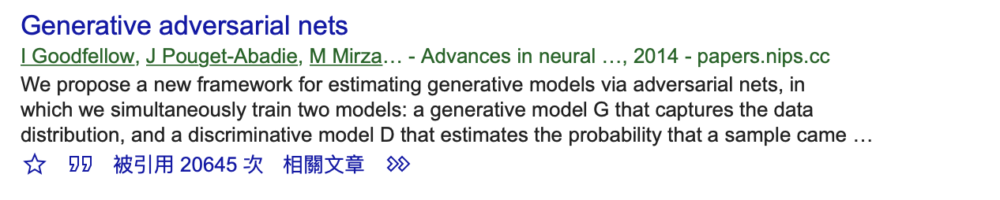 Generative adversarial nets
I Goodfellow, J Pouget-Abadie, M Mirza… - Advances in neural …, 2014 - papers.nips.cc
We propose a new framework for estimating generative models via adversarial nets, in
which we simultaneously train two models: a generative model G that captures the data
distribution, and a discriminative model D that estimates the probability that a sample came …
被引用 20645 次 相關文章